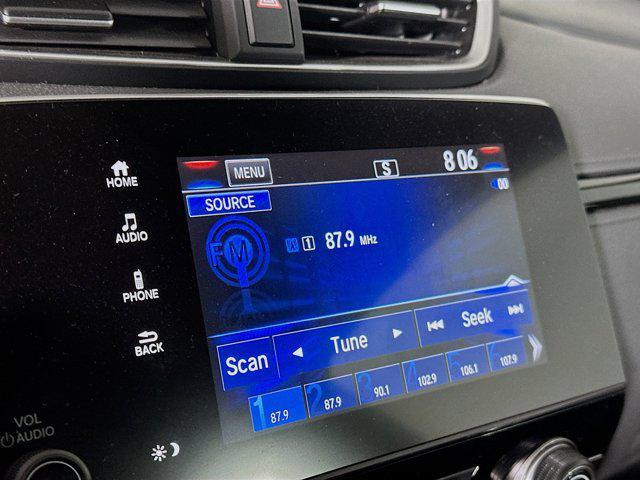 HOME
AUDIO
PHONE
BACK
VOL
AUDIO
MENU
S
8 06
00
SOURCE
FM
1 87.9 MHz
Scan
Tune
Seek
1 87.9
2 87.9
3 90.1
4 102.9
5 106.1
6 107.9